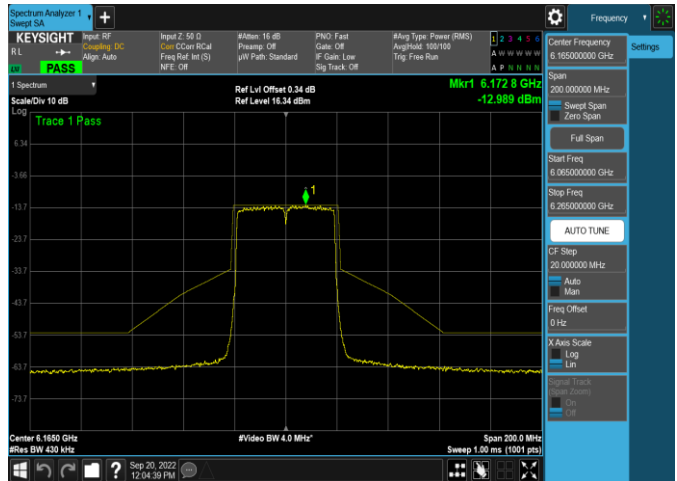 Spectrum Analyzer 1
Swept SA
Frequency
KEYSIGHT
RL
PASS
Input: RF
Coupling: DC
Align: Auto
Input Z: 50 Ω
Corr CCorr RCal
Freq Ref: Int (S)
NFE: Off
#Atten: 16 dB
Preamp: Off
µW Path: Standard
PNO: Fast
Gate: Off
IF Gain: Low
Sig Track: Off
#Avg Type: Power (RMS)
Avg|Hold: 100/100
Trig: Free Run
1 2 3 4 5 6
A W W W W W
A P N N N N
1 Spectrum
Scale/Div 10 dB
Log
Ref Lvl Offset 0.34 dB
Ref Level 16.34 dBm
Mkr1 6.172 8 GHz
-12.989 dBm
Trace 1 Pass
1
6.34
-3.66
-13.7
-23.7
-33.7
-43.7
-53.7
-63.7
-73.7
Center 6.1650 GHz
#Res BW 430 kHz
#Video BW 4.0 MHz*
Span 200.0 MHz
Sweep 1.00 ms (1001 pts)
Sep 20, 2022
12:04:39 PM
?
Settings
Center Frequency
6.165000000 GHz
Span
200.000000 MHz
Swept Span
Zero Span
Full Span
Start Freq
6.065000000 GHz
Stop Freq
6.265000000 GHz
AUTO TUNE
CF Step
20.000000 MHz
Auto
Man
Freq Offset
0 Hz
X Axis Scale
Log
Lin
Signal Track
(Span Zoom)
On
Off